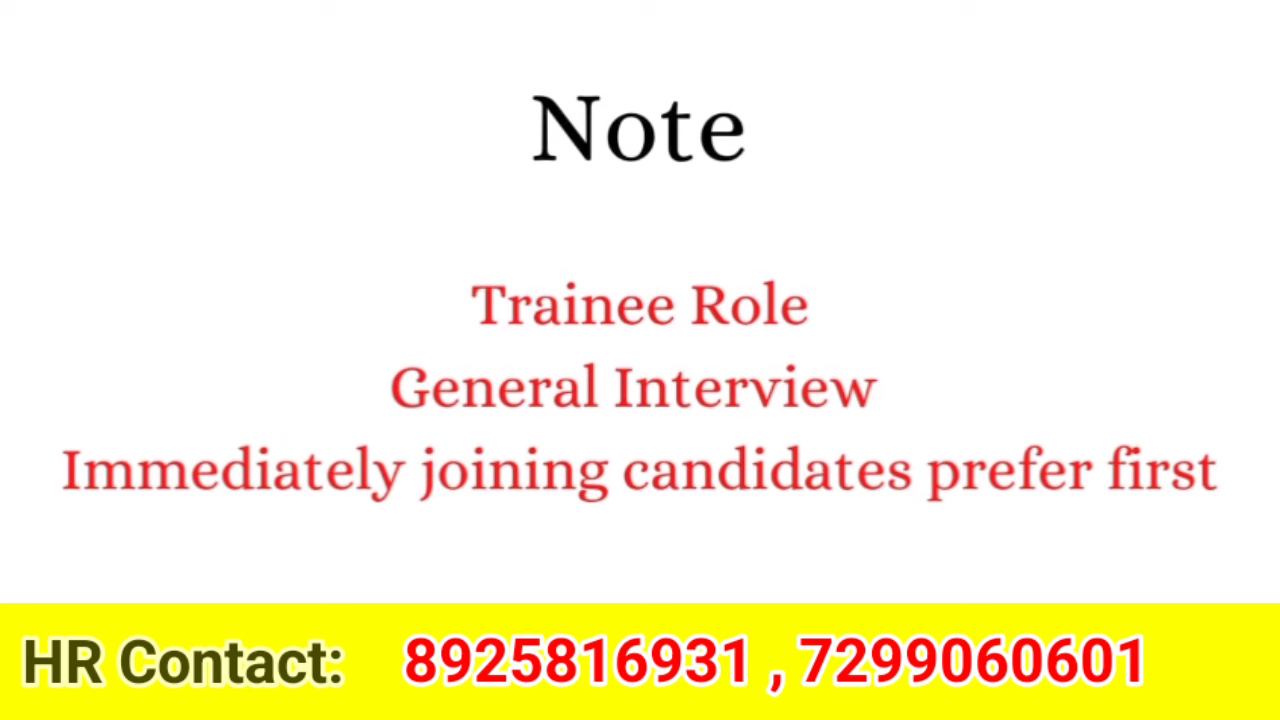 Note
Trainee Role
General Interview
Immediately joining candidates prefer first
HR Contact: 8925816931 , 7299060601